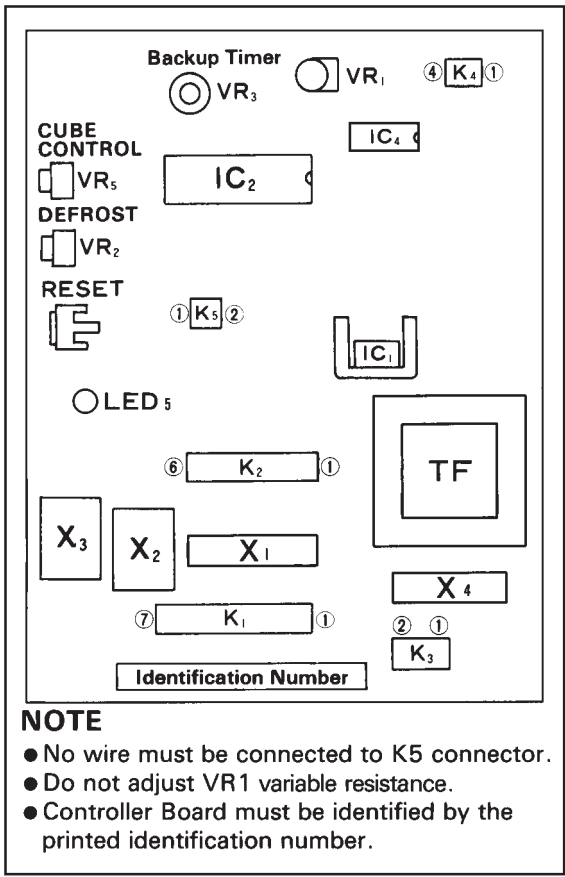 Backup Timer
VR₃
VR₁
④ K₄ ①
IC₄
CUBE
CONTROL
VR₅
IC₂
DEFROST
VR₂
RESET
① K₅ ②
IC₁
LED₅
⑥ K₂ ①
TF
X₃
X₂
X₁
X₄
⑦ K₁ ①
② ①
K₃
Identification Number
NOTE
● No wire must be connected to K5 connector.
● Do not adjust VR1 variable resistance.
● Controller Board must be identified by the
printed identification number.